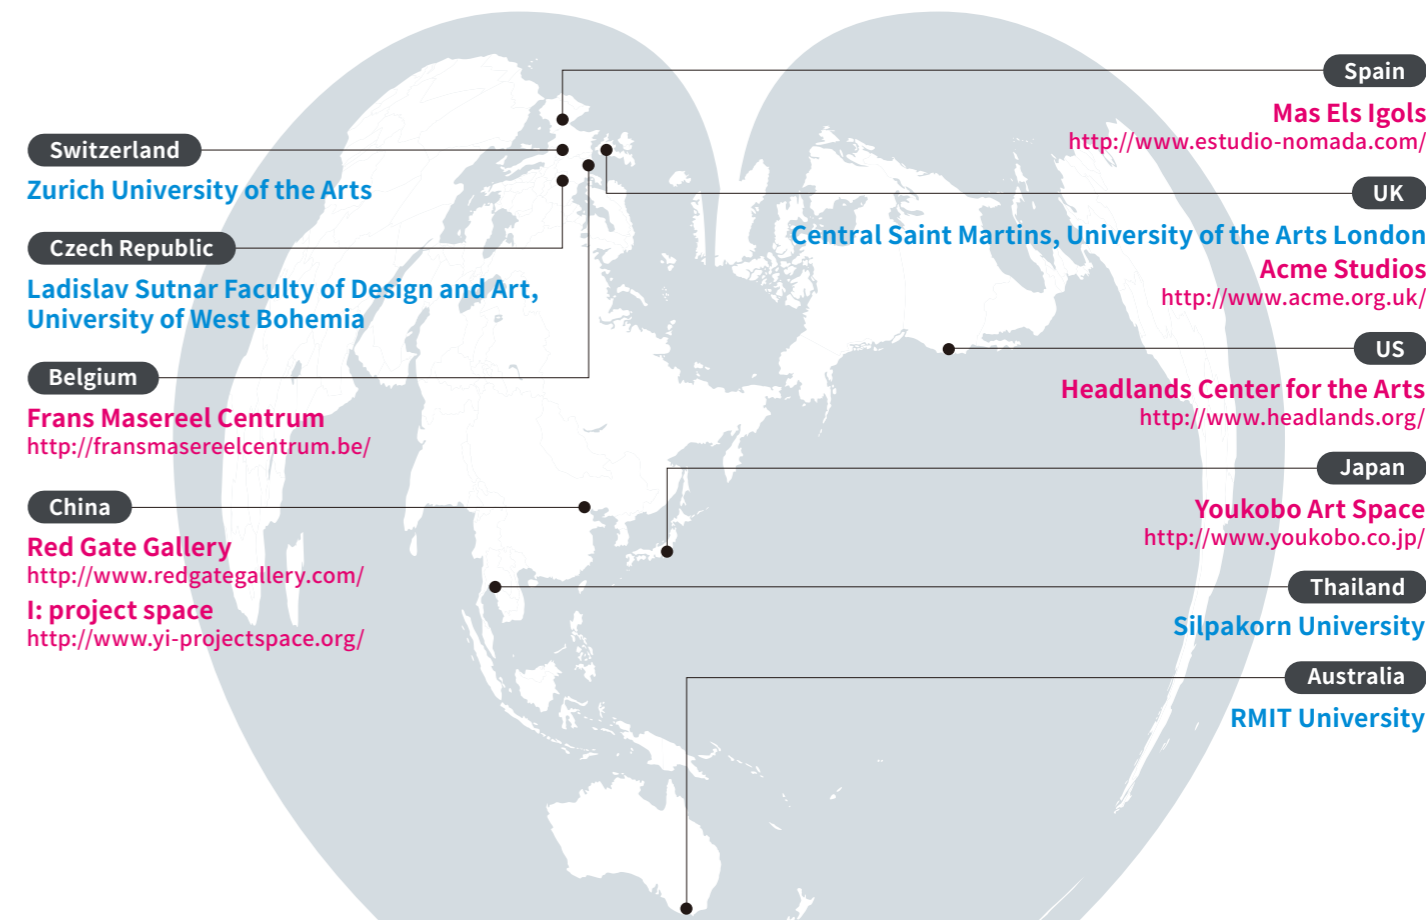 Switzerland
Zurich University of the Arts
Czech Republic
Ladislav Sutnar Faculty of Design and Art,
University of West Bohemia
Belgium
Frans Masereel Centrum
http://fransmasereelcentrum.be/
China
Red Gate Gallery
http://www.redgategallery.com/
I: project space
http://www.yi-projectspace.org/
Spain
Mas Els Igols
http://www.estudio-nomada.com/
UK
Central Saint Martins, University of the Arts London
Acme Studios
http://www.acme.org.uk/
US
Headlands Center for the Arts
http://www.headlands.org/
Japan
Youkobo Art Space
http://www.youkobo.co.jp/
Thailand
Silpakorn University
Australia
RMIT University